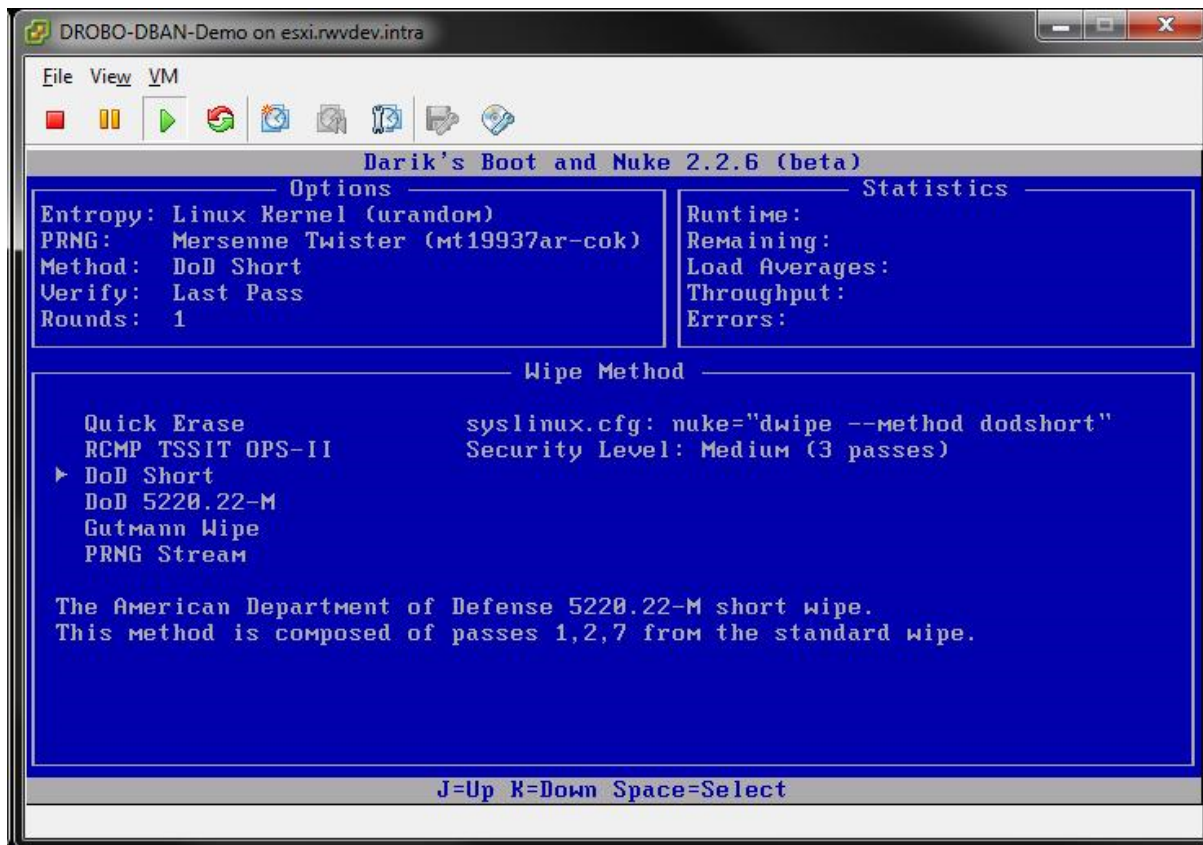 DROBO-DBAN-Demo on esxi.rwvdev.intra
File View VM
Darik's Boot and Nuke 2.2.6 (beta)
Options
Entropy: Linux Kernel (urandom)
PRNG: Mersenne Twister (mt19937ar-cok)
Method: DoD Short
Verify: Last Pass
Rounds: 1
Statistics
Runtime:
Remaining:
Load Averages:
Throughput:
Errors:
Wipe Method
Quick Erase
RCMP TSSIT OPS-II
DoD Short
DoD 5220.22-M
Gutmann Wipe
PRNG Stream
syslinux.cfg: nuke="dwipe --method dodshort"
Security Level: Medium (3 passes)
The American Department of Defense 5220.22-M short wipe.
This method is composed of passes 1,2,7 from the standard wipe.
J=Up K=Down Space=Select